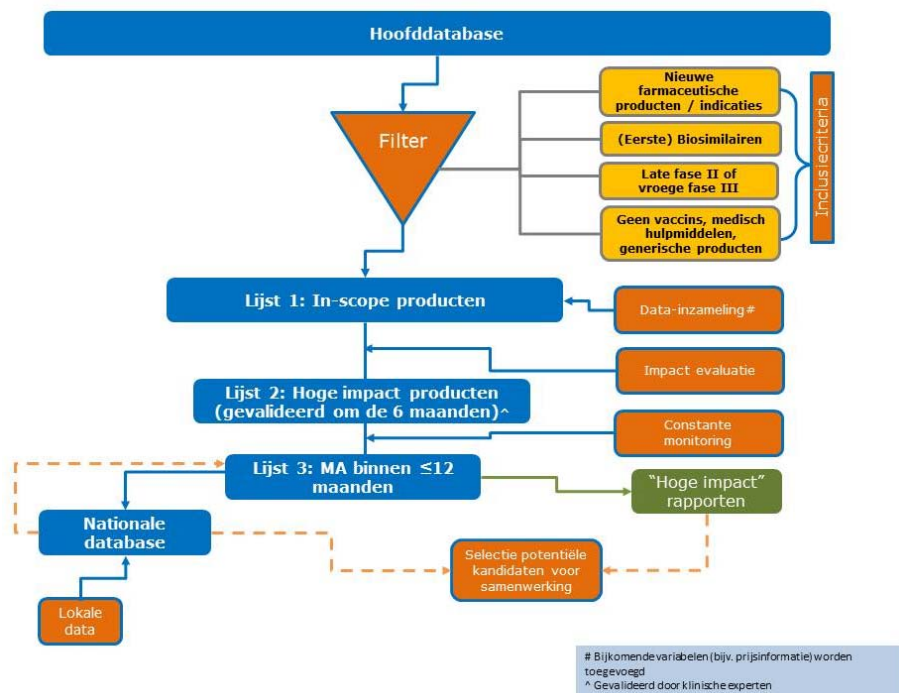 Hoofddatabase
Filter
Nieuwe
farmaceutische
producten / indicaties
(Eerste) Biosimilairen
Late fase II of
vroege fase III
Geen vaccins, medisch
hulpmiddelen,
generische producten
Inclusiecriteria
Lijst 1: In-scope producten
Data-inzameling#
Impact evaluatie
Lijst 2: Hoge impact producten
(gevalideerd om de 6 maanden)^
Constante
monitoring
Lijst 3: MA binnen ≤12
maanden
"Hoge impact"
rapporten
Nationale
database
Selectie potentiële
kandidaten voor
samenwerking
Lokale
data
# Bijkomende variabelen (bijv. prijsinformatie) worden
toegevoegd
^ Gevalideerd door klinische experten